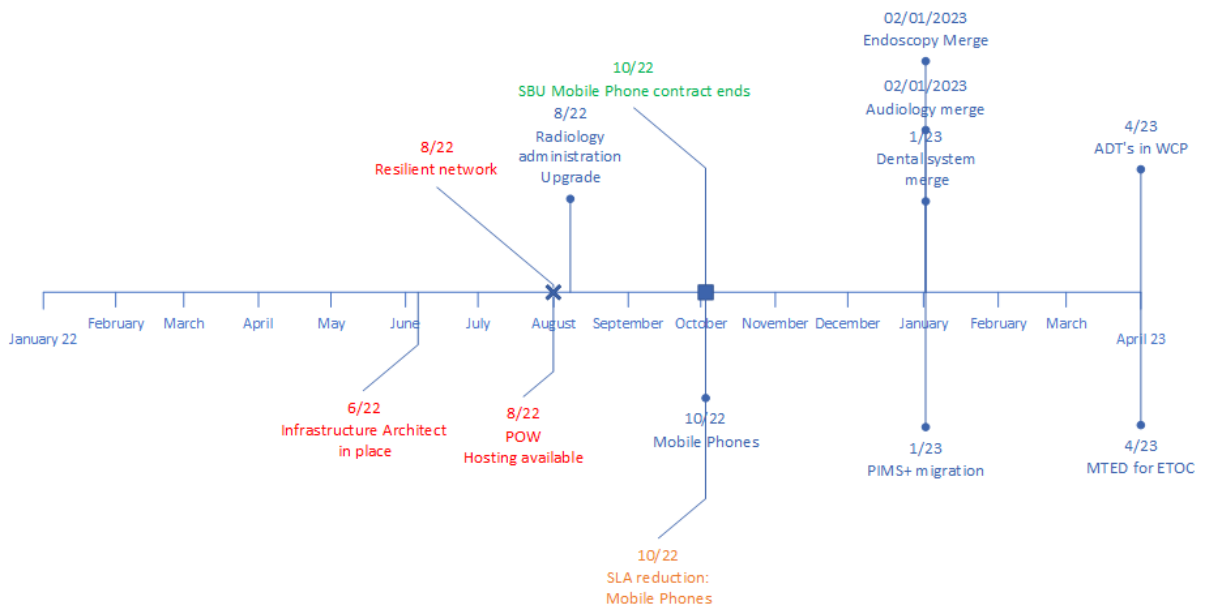 02/01/2023
Endoscopy Merge
10/22
SBU Mobile Phone contract ends
02/01/2023
Audiology merge
8/22
Radiology
administration
Upgrade
1/23
Dental system
merge
4/23
ADT's in WCP
8/22
Resilient network
January 22
February
March
April
May
June
July
August
September
October
November
December
January
February
March
April 23
6/22
Infrastructure Architect
in place
8/22
POW
Hosting available
10/22
Mobile Phones
1/23
PIMS+ migration
4/23
MTED for ETOC
10/22
SLA reduction:
Mobile Phones